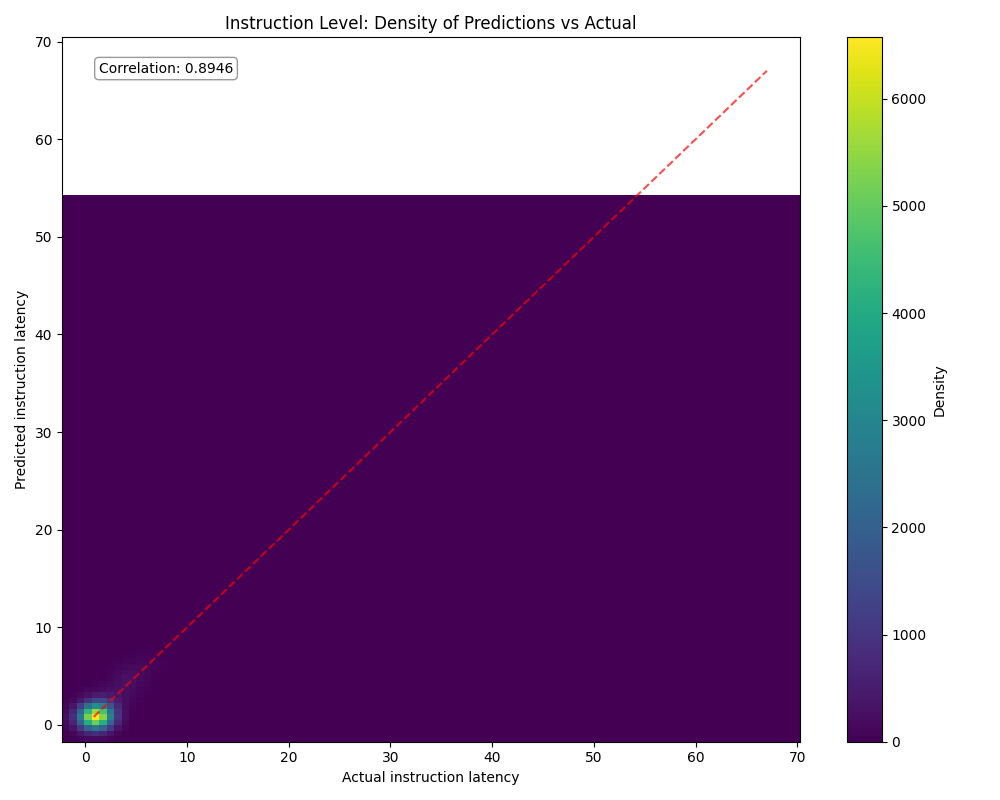 Instruction Level: Density of Predictions vs Actual
Correlation: 0.8946
Predicted instruction latency
70
60
50
40
30
20
10
0
0 10 20 30 40 50 60 70
Actual instruction latency
6000
5000
4000
3000
2000
1000
0
Density